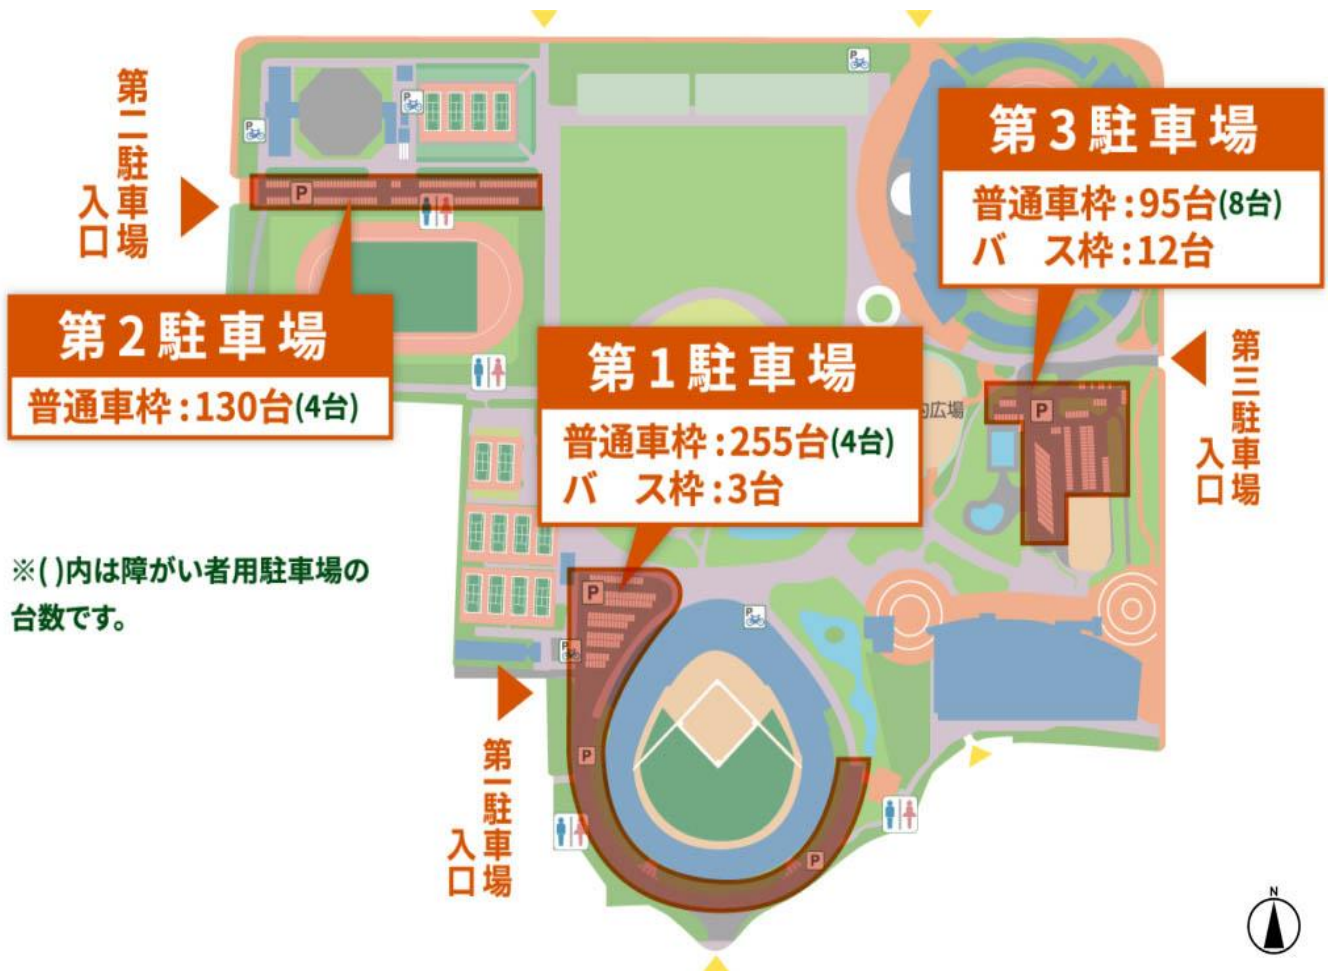 第二駐車場
入口
第3駐車場
普通車枠:95台(8台)
バ ス枠:12台
第2駐車場
普通車枠:130台(4台)
第1駐車場
普通車枠:255台(4台)
バ ス枠:3台
広場
第三駐車場
入口
※( )内は障がい者用駐車場の
台数です。
第一駐車場
入口
P
P
P
P
P
P
P
P
P
P
N